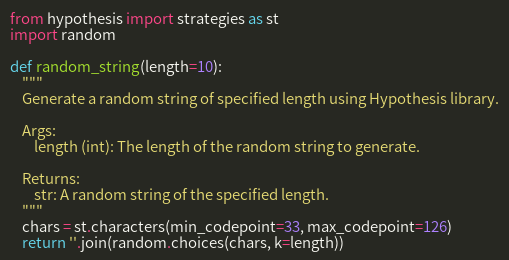 from hypothesis import strategies as st
import random

def random_string(length=10):
    """
    Generate a random string of specified length using Hypothesis library.

    Args:
        length (int): The length of the random string to generate.

    Returns:
        str: A random string of the specified length.
    """
    chars = st.characters(min_codepoint=33, max_codepoint=126)
    return ''.join(random.choices(chars, k=length))